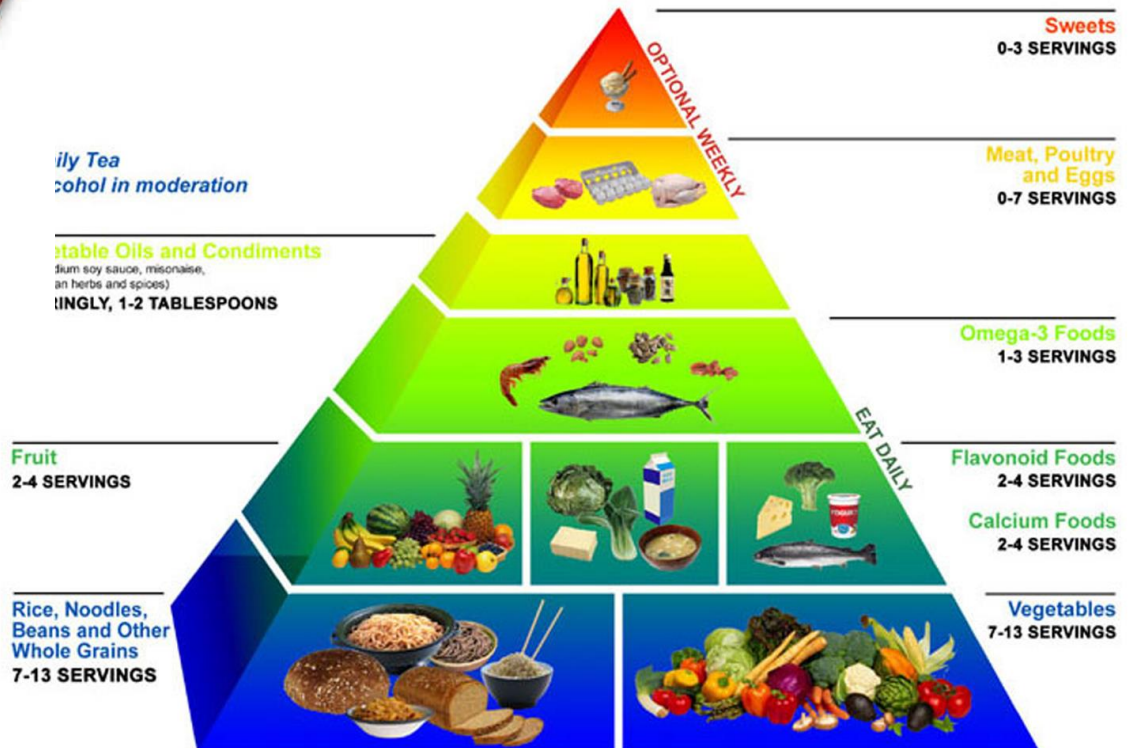 Sweets
0-3 SERVINGS
OPTIONAL WEEKLY
Meat, Poultry
and Eggs
0-7 SERVINGS
ily Tea
cohol in moderation
etable Oils and Condiments
dium soy sauce, misonaise,
an herbs and spices)
RINGLY, 1-2 TABLESPOONS
Omega-3 Foods
1-3 SERVINGS
EAT DAILY
Fruit
2-4 SERVINGS
Flavonoid Foods
2-4 SERVINGS
Calcium Foods
2-4 SERVINGS
Rice, Noodles,
Beans and Other
Whole Grains
7-13 SERVINGS
Vegetables
7-13 SERVINGS